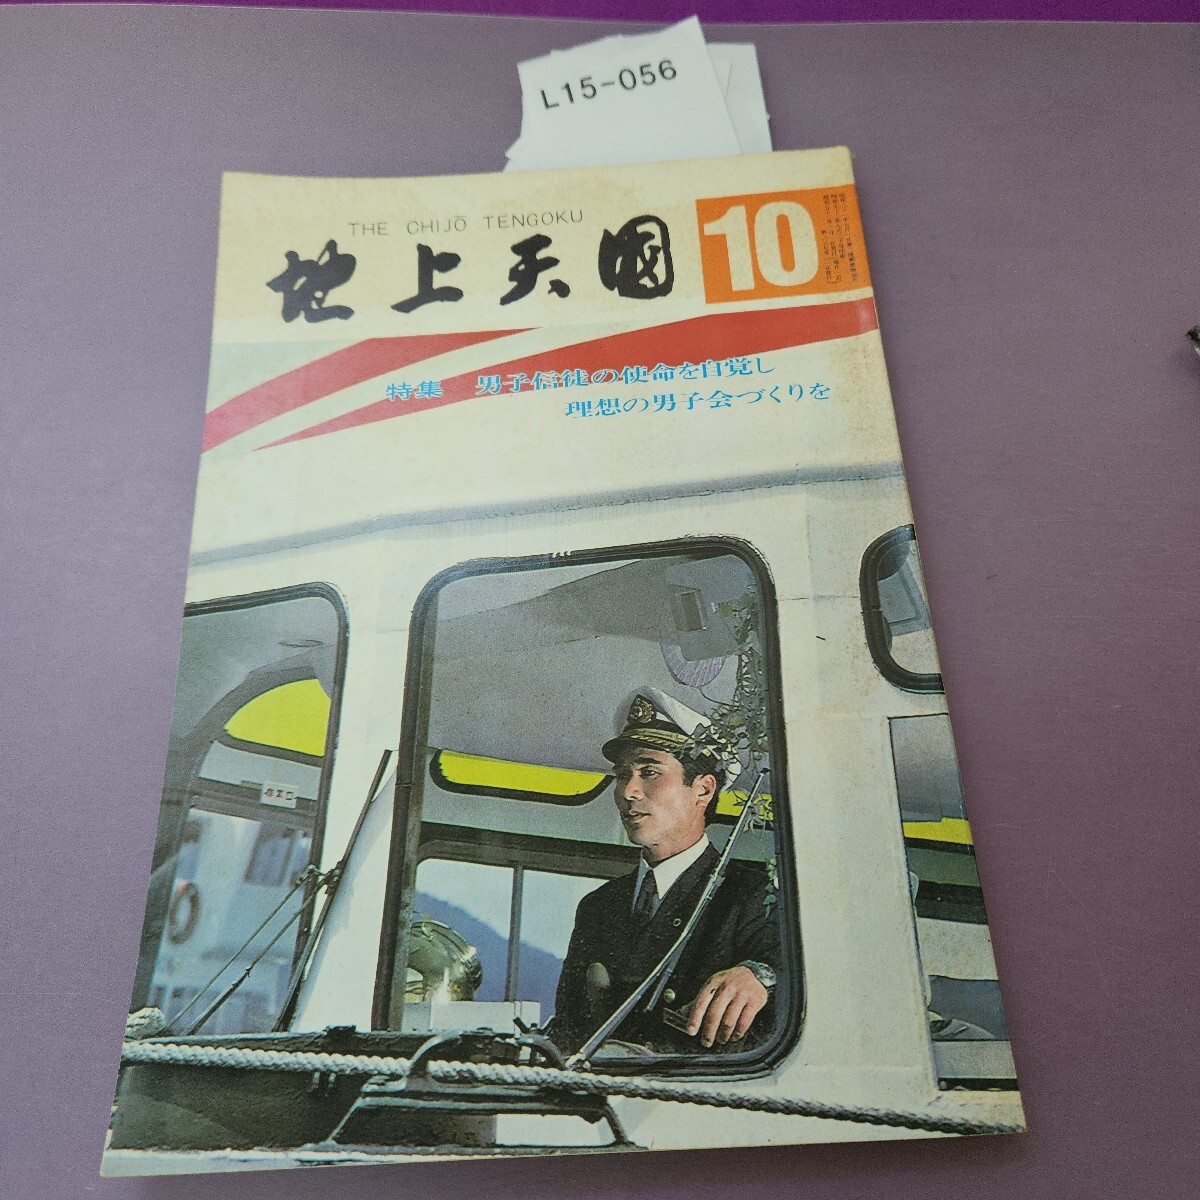 L15-056
THE CHIJŌ TENGOKU
地上天國
10
特集 男子信徒の使命を自覚し
理想の男子会づくりを